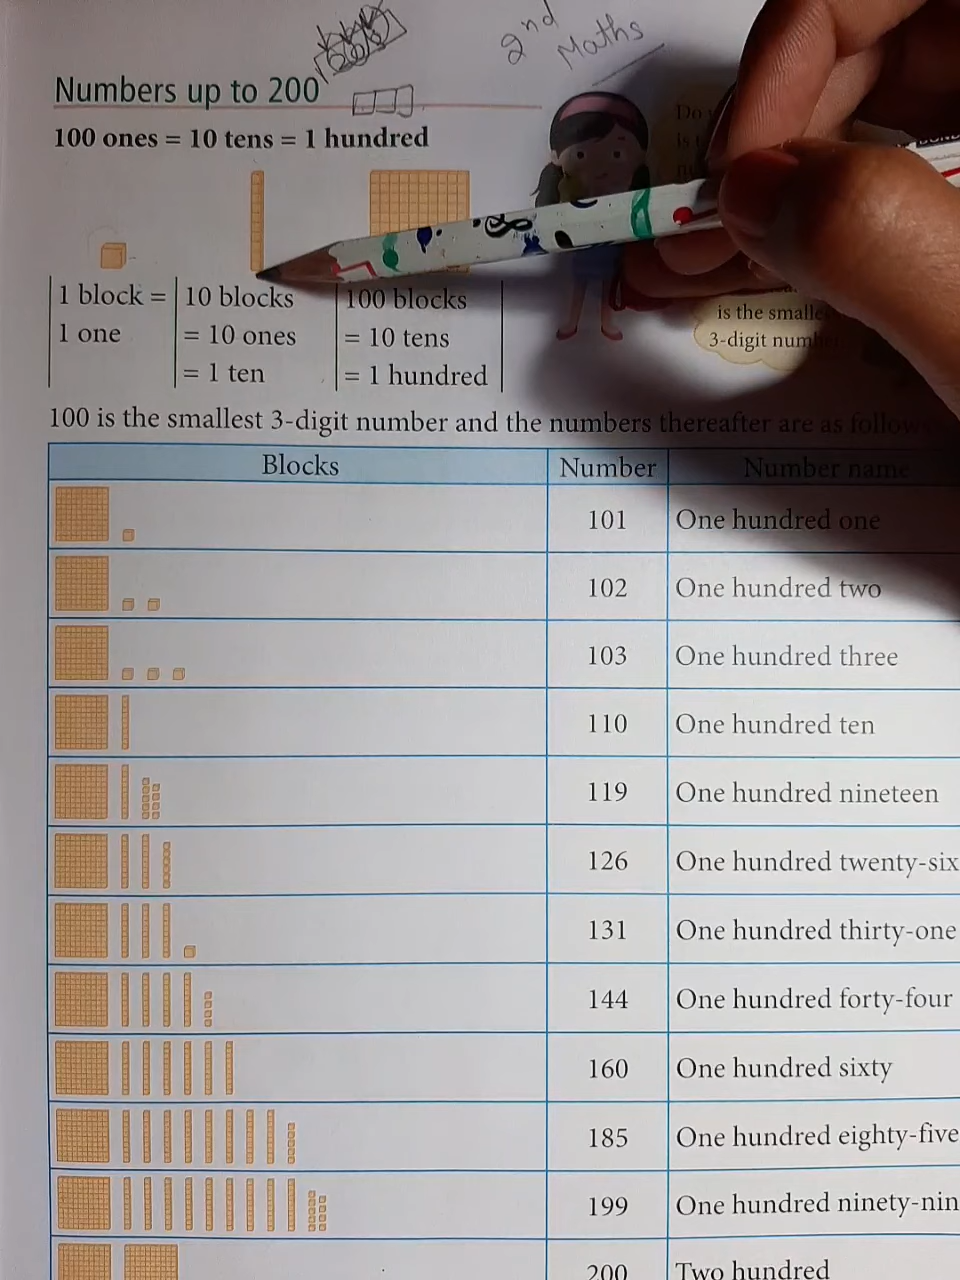 2nd
Maths
Numbers up to 200
100 ones = 10 tens = 1 hundred
Do
is
1 block =
1 one
10 blocks
= 10 ones
= 1 ten
100 blocks
= 10 tens
= 1 hundred
is the
3-digit
100 is the smallest 3-digit number and the numbers thereafter are as
Blocks Number Number name
101 One hundred one
102 One hundred two
103 One hundred three
110 One hundred ten
119 One hundred nineteen
126 One hundred twenty-six
131 One hundred thirty-one
144 One hundred forty-four
160 One hundred sixty
185 One hundred eighty-five
199 One hundred ninety-nin
200 Two hundred